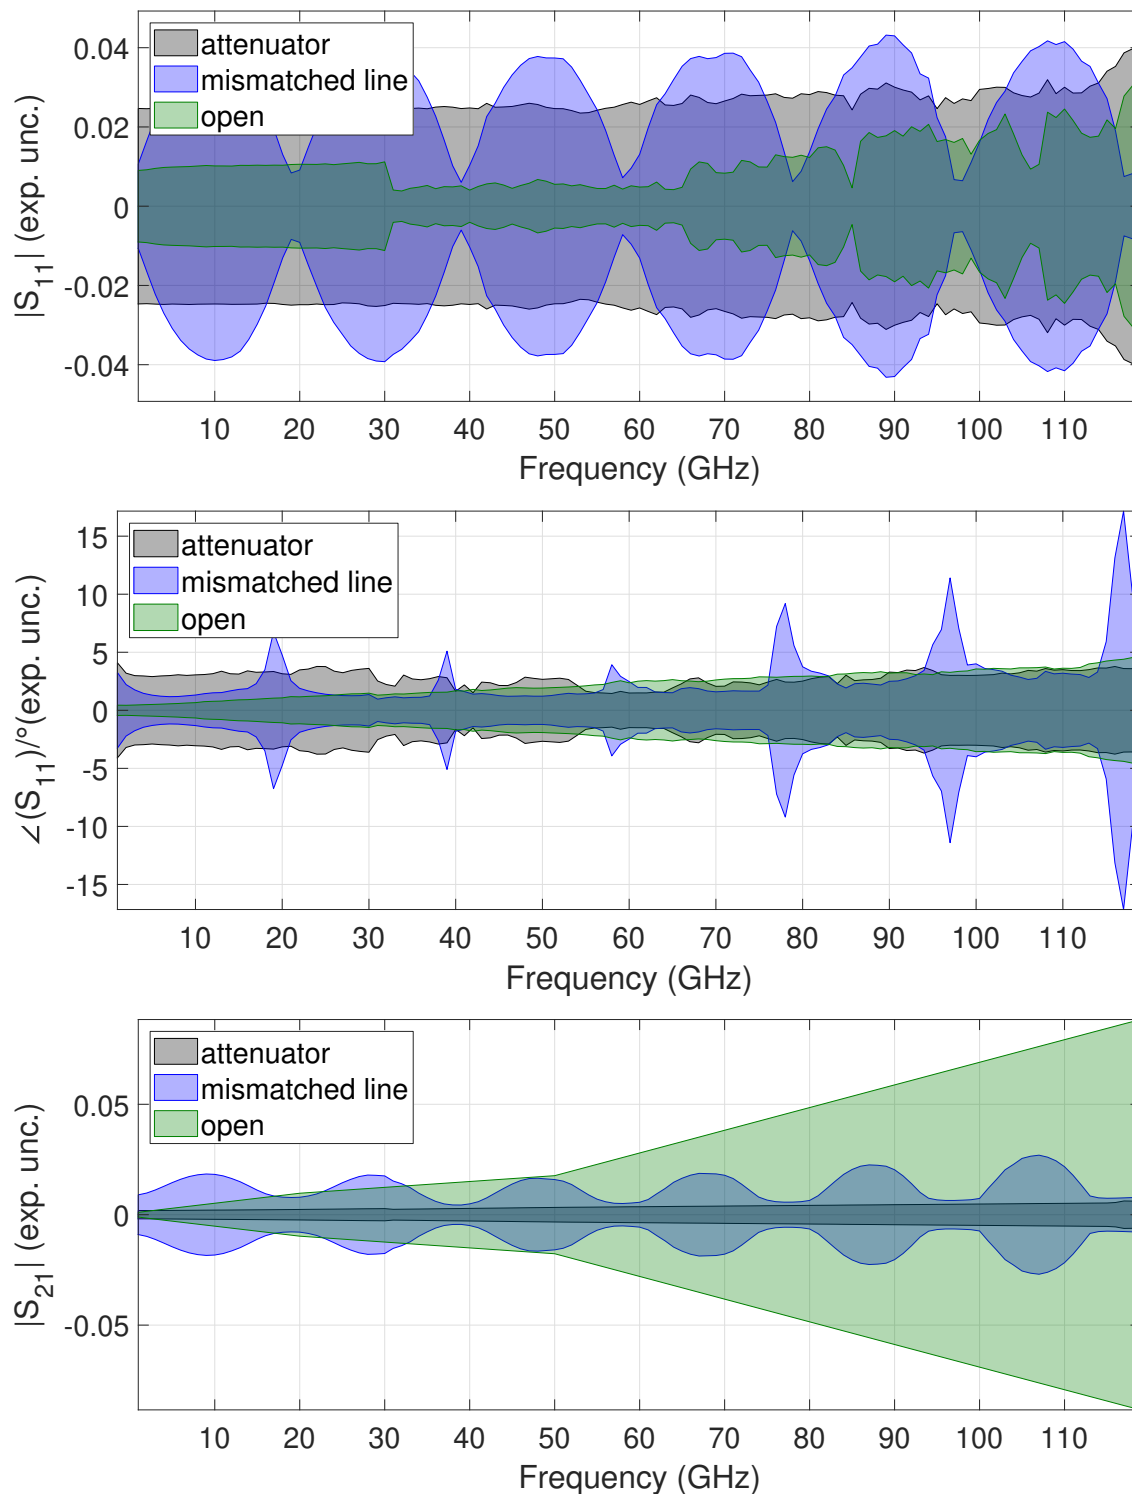 0.04
0.02
0
-0.02
-0.04
|S11| (exp. unc.)
attenuator
mismatched line
open
10 20 30 40 50 60 70 80 90 100 110
Frequency (GHz)
15
10
5
0
-5
-10
-15
∠(S11)/°(exp. unc.)
attenuator
mismatched line
open
10 20 30 40 50 60 70 80 90 100 110
Frequency (GHz)
0.05
0
-0.05
|S21| (exp. unc.)
attenuator
mismatched line
open
10 20 30 40 50 60 70 80 90 100 110
Frequency (GHz)